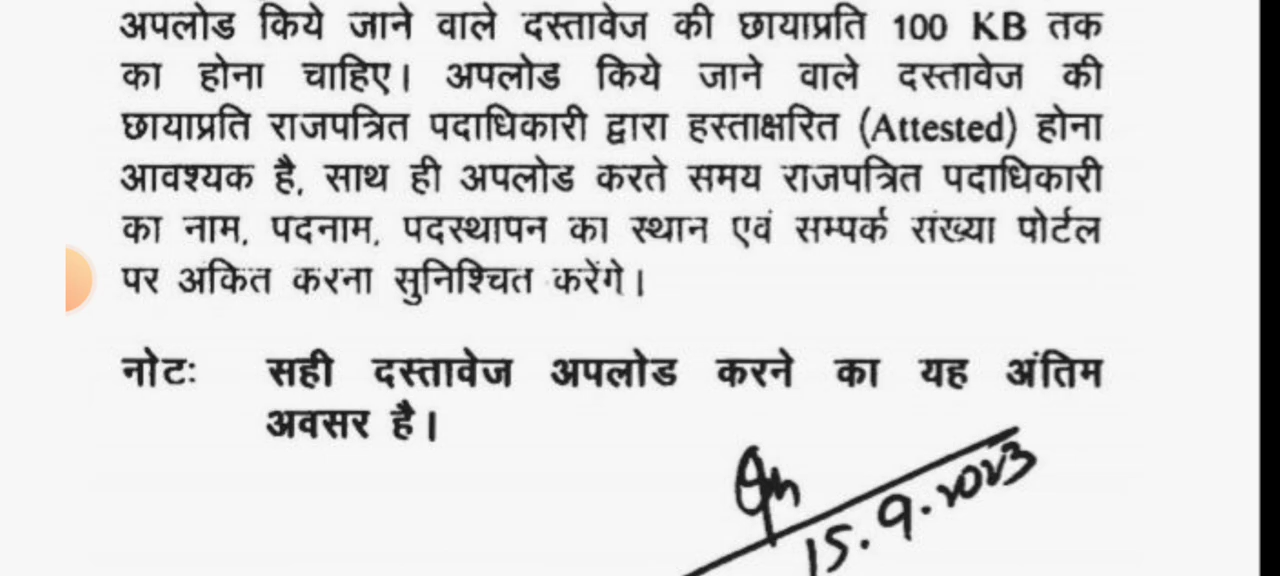 अपलोड किये जाने वाले दस्तावेज की छायाप्रति 100 KB तक
का होना चाहिए। अपलोड किये जाने वाले दस्तावेज की
छायाप्रति राजपत्रित पदाधिकारी द्वारा हस्ताक्षरित (Attested) होना
आवश्यक है, साथ ही अपलोड करते समय राजपत्रित पदाधिकारी
का नाम, पदनाम, पदस्थापन का स्थान एवं सम्पर्क संख्या पोर्टल
पर अंकित करना सुनिश्चित करेंगे।
नोटः सही दस्तावेज अपलोड करने का यह अंतिम
अवसर है।
15.9.2023